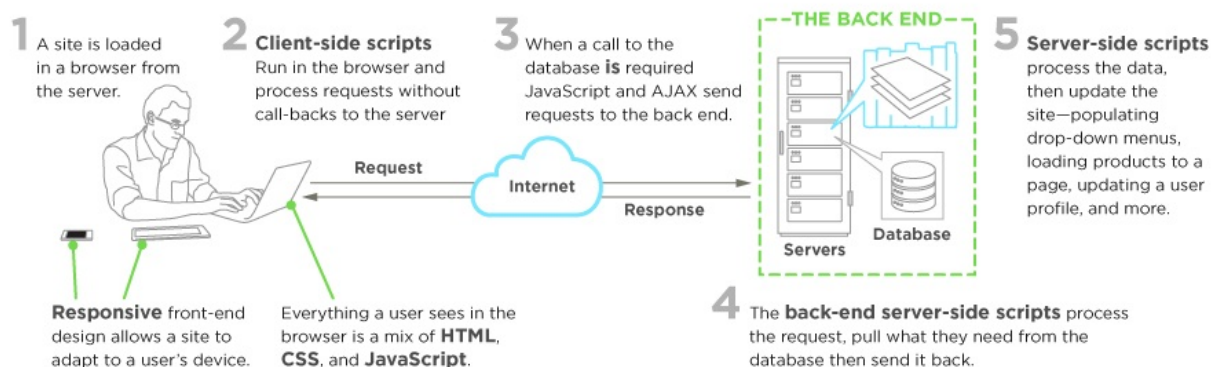 1
A site is loaded
in a browser from
the server.
2
Client-side scripts
Run in the browser and
process requests without
call-backs to the server
3
When a call to the
database is required
JavaScript and AJAX send
requests to the back end.
THE BACK END
Servers
Database
5
Server-side scripts
process the data,
then update the
site—populating
drop-down menus,
loading products to a
page, updating a user
profile, and more.
Request
Internet
Response
Responsive front-end
design allows a site to
adapt to a user's device.
Everything a user sees in the
browser is a mix of HTML,
CSS, and JavaScript.
4
The back-end server-side scripts process
the request, pull what they need from the
database then send it back.